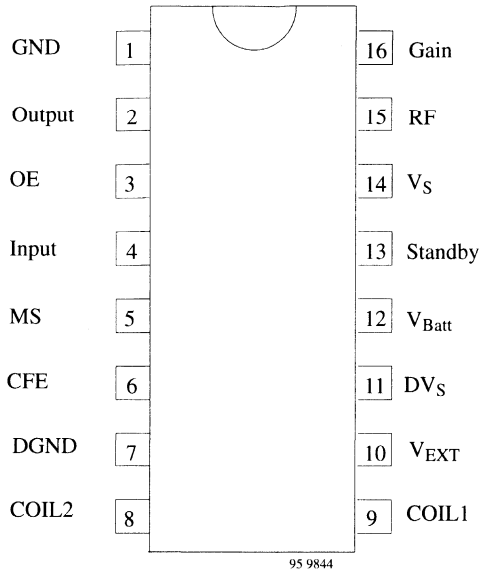 GND 1 16 Gain
Output 2 15 RF
OE 3 14 VS
Input 4 13 Standby
MS 5 12 VBatt
CFE 6 11 DVS
DGND 7 10 VEXT
COIL2 8 9 COIL1
95 9844